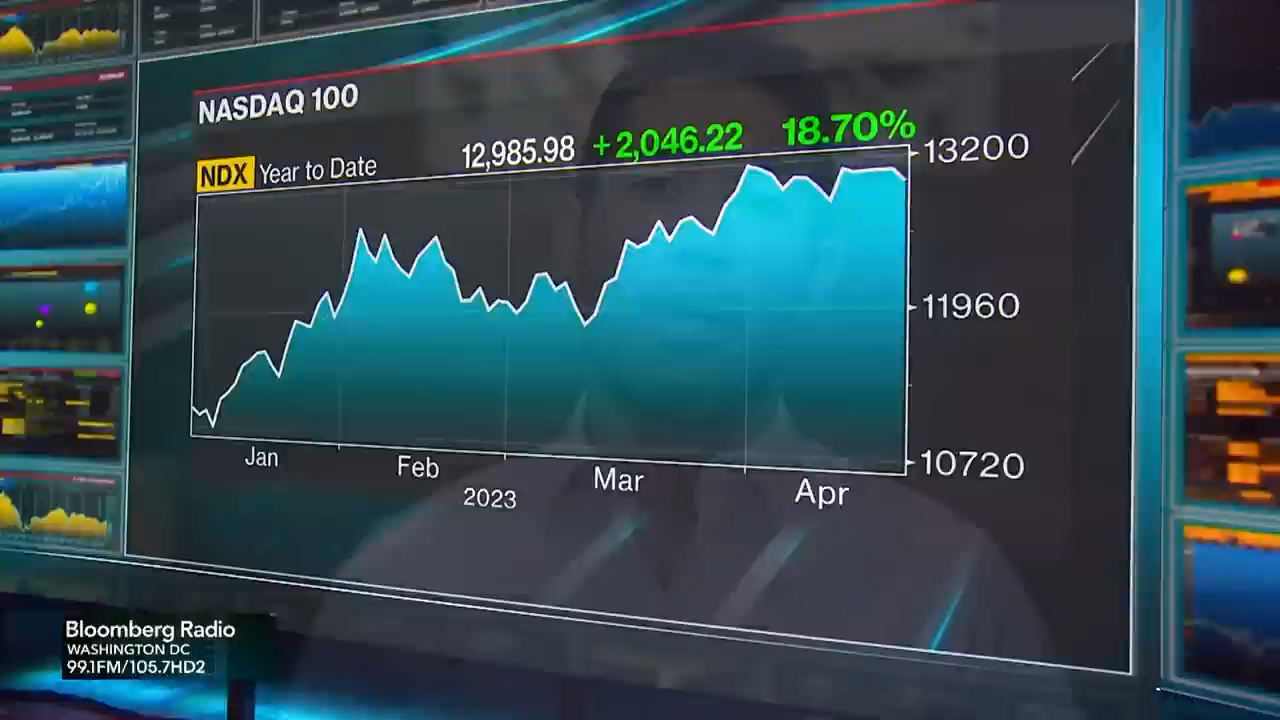 NASDAQ 100
NDX Year to Date 12,985.98 +2,046.22 18.70%
13200
11960
10720
Jan Feb Mar Apr
2023
Bloomberg Radio
WASHINGTON DC
99.1FM/105.7HD2